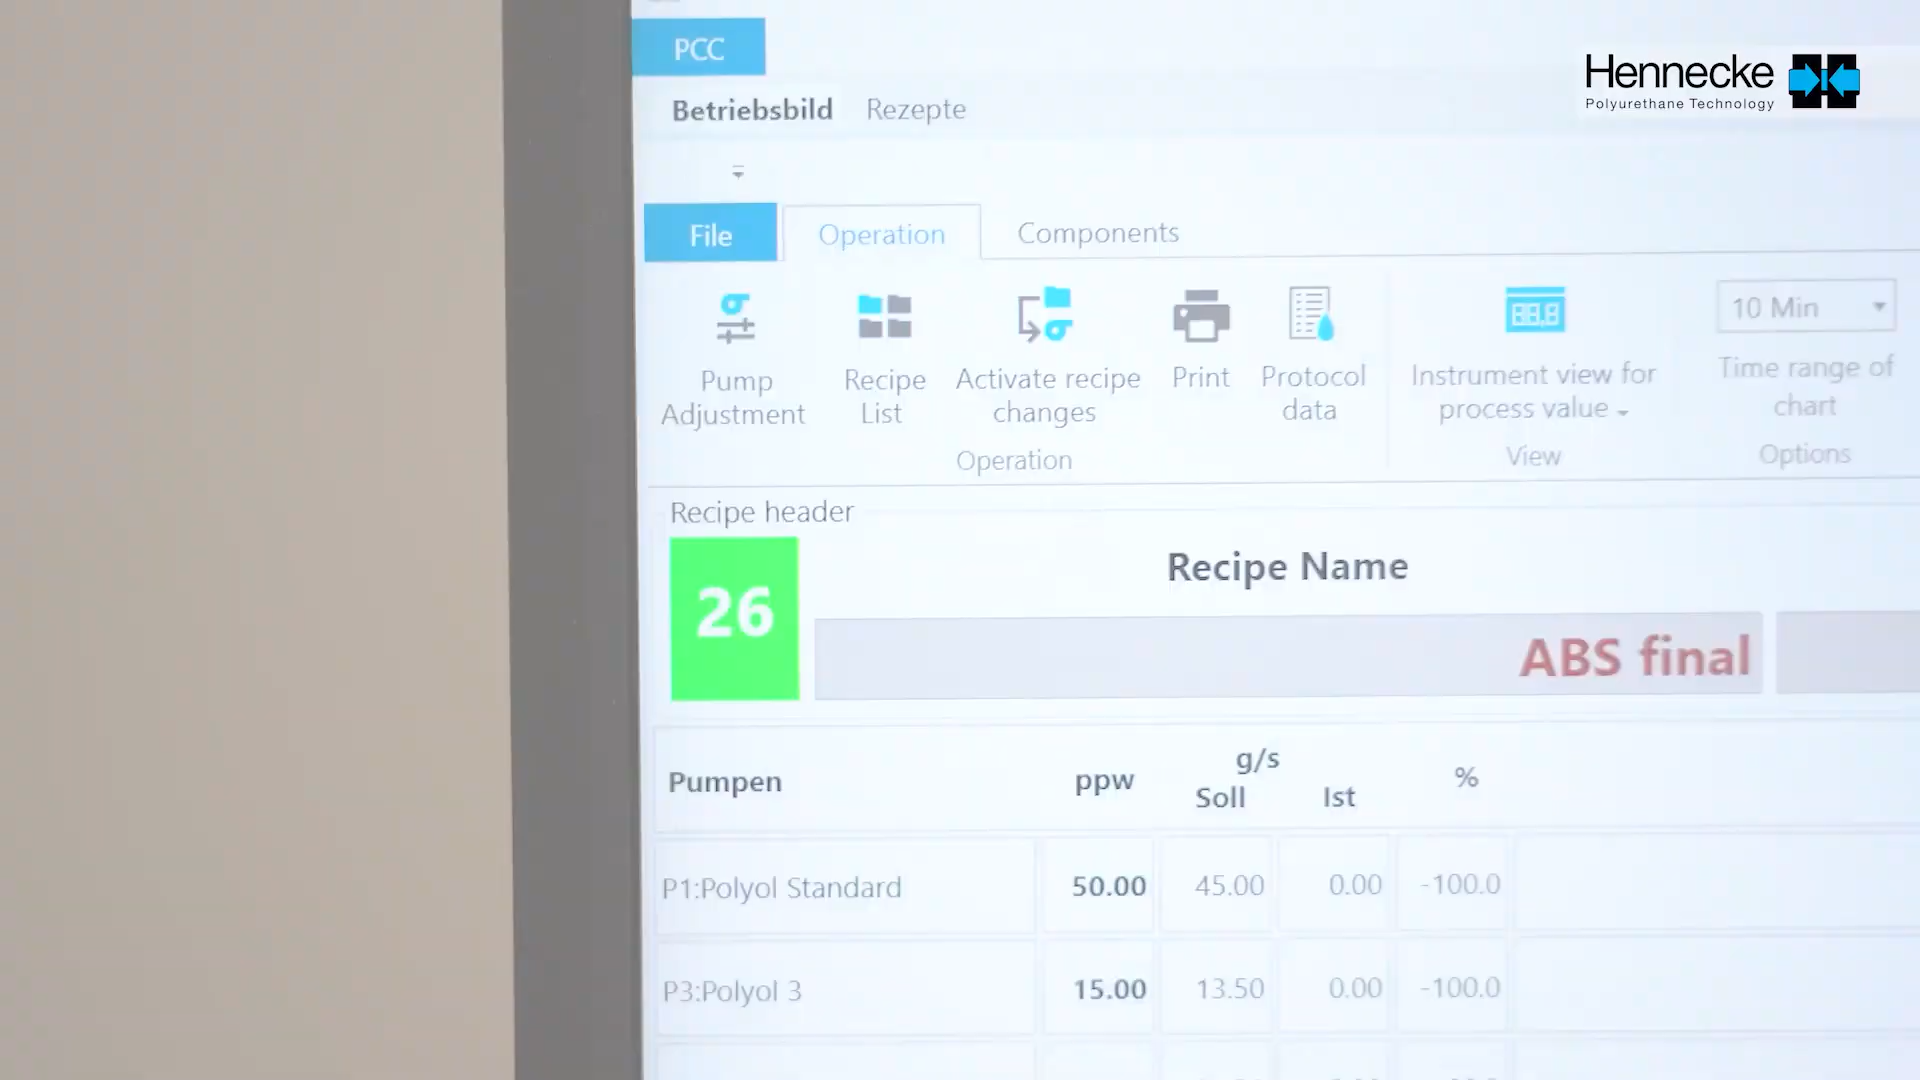 PCC
Hennecke
Polyurethane Technology
Betriebsbild Rezepte
File Operation Components
10 Min
Pump Adjustment
Recipe List
Activate recipe changes
Print
Protocol data
Instrument view for process value
Time range of chart
Operation View Options
Recipe header
26
Recipe Name
ABS final
Pumpen ppw g/s Soll Ist %
P1:Polyol Standard 50.00 45.00 0.00 -100.0
P3:Polyol 3 15.00 13.50 0.00 -100.0